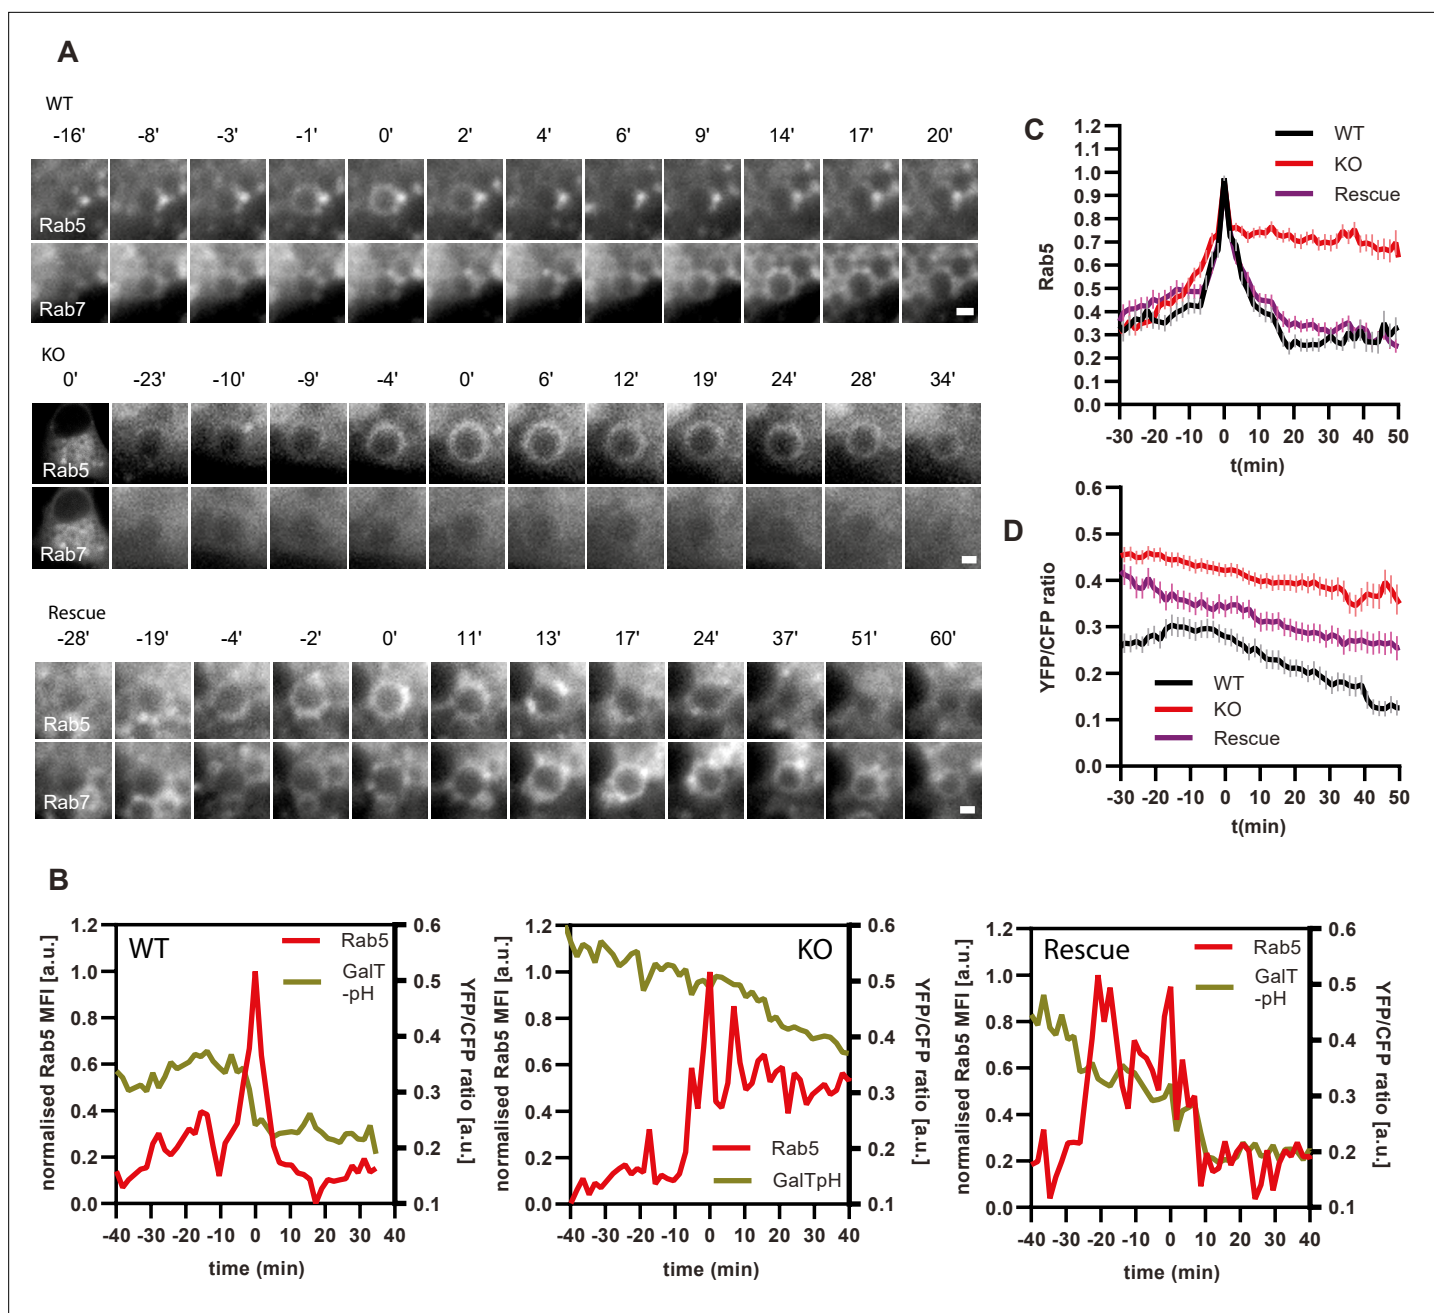 A
WT
-16' -8' -3' -1' 0' 2' 4' 6' 9' 14' 17' 20'
Rab5
Rab7
KO
0' -23' -10' -9' -4' 0' 6' 12' 19' 24' 28' 34'
Rab5
Rab7
Rescue
-28' -19' -4' -2' 0' 11' 13' 17' 24' 37' 51' 60'
Rab5
Rab7
C
1.2
1.1
1.0
0.9
0.8
0.7
0.6
0.5
0.4
0.3
0.2
0.1
0.0
Rab5
WT
KO
Rescue
-30 -20 -10 0 10 20 30 40 50
t(min)
D
0.6
0.5
0.4
0.3
0.2
0.1
0.0
YFP/CFP ratio
WT
KO
Rescue
-30 -20 -10 0 10 20 30 40 50
t(min)
B
normalised Rab5 MFI [a.u.]
1.2
1.0
0.8
0.6
0.4
0.2
0.0
WT
Rab5
GalT
-pH
0.6
0.5
0.4
0.3
0.2
0.1
YFP/CFP ratio [a.u.]
-40 -30 -20 -10 0 10 20 30 40
time (min)
normalised Rab5 MFI [a.u.]
1.2
1.0
0.8
0.6
0.4
0.2
0.0
KO
Rab5
GalTpH
0.6
0.5
0.4
0.3
0.2
0.1
YFP/CFP ratio [a.u.]
-40 -30 -20 -10 0 10 20 30 40
time (min)
normalised Rab5 MFI [a.u.]
1.2
1.0
0.8
0.6
0.4
0.2
0.0
Rescue
Rab5
GalT
-pH
0.6
0.5
0.4
0.3
0.2
0.1
YFP/CFP ratio [a.u.]
-40 -30 -20 -10 0 10 20 30 40
time (min)